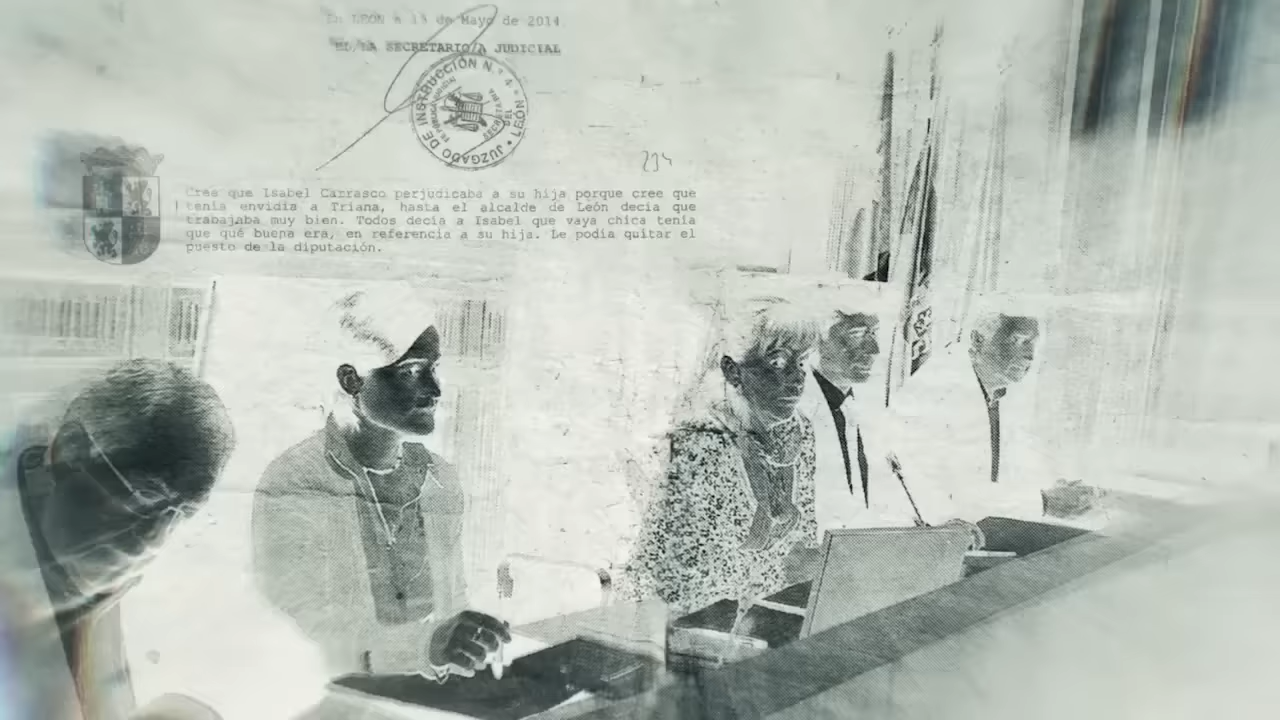 En LEÓN a 13 de Mayo de 2014
EL/LA SECRETARIO/A JUDICIAL
JUZGADO DE INSTRUCCIÓN N.º 4 • LEÓN •
234
Cree que Isabel Carrasco perjudicaba a su hija porque cree que
tenía envidia a Triana, hasta el alcalde de León decía que
trabajaba muy bien. Todos decía a Isabel que vaya chica tenía
que qué buena era, en referencia a su hija. Le podía quitar el
puesto de la diputación.